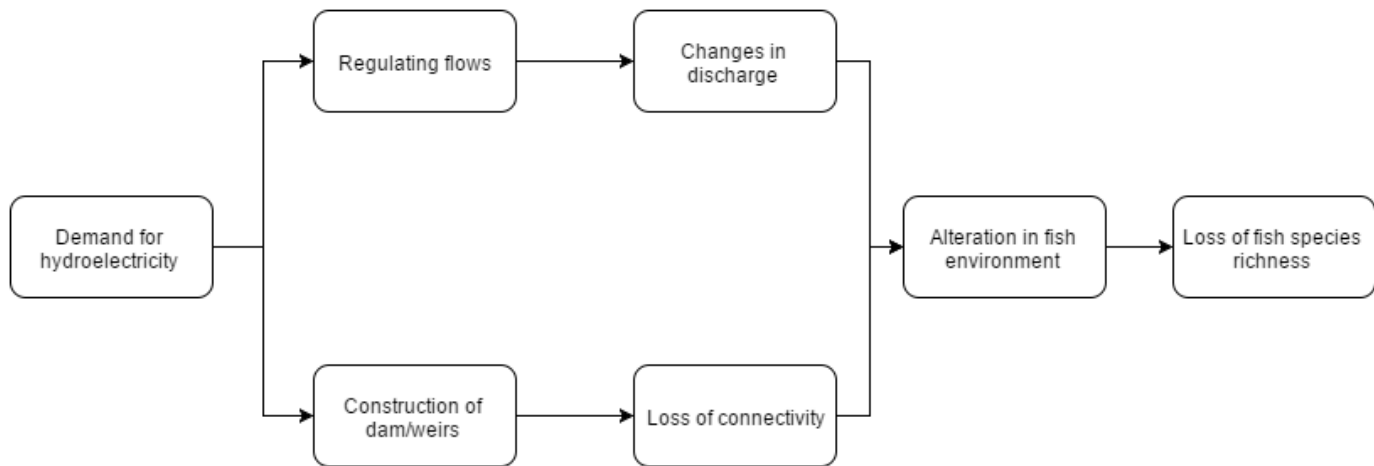 Regulating flows
Changes in
discharge
Demand for
hydroelectricity
Alteration in fish
environment
Loss of fish species
richness
Construction of
dam/weirs
Loss of connectivity